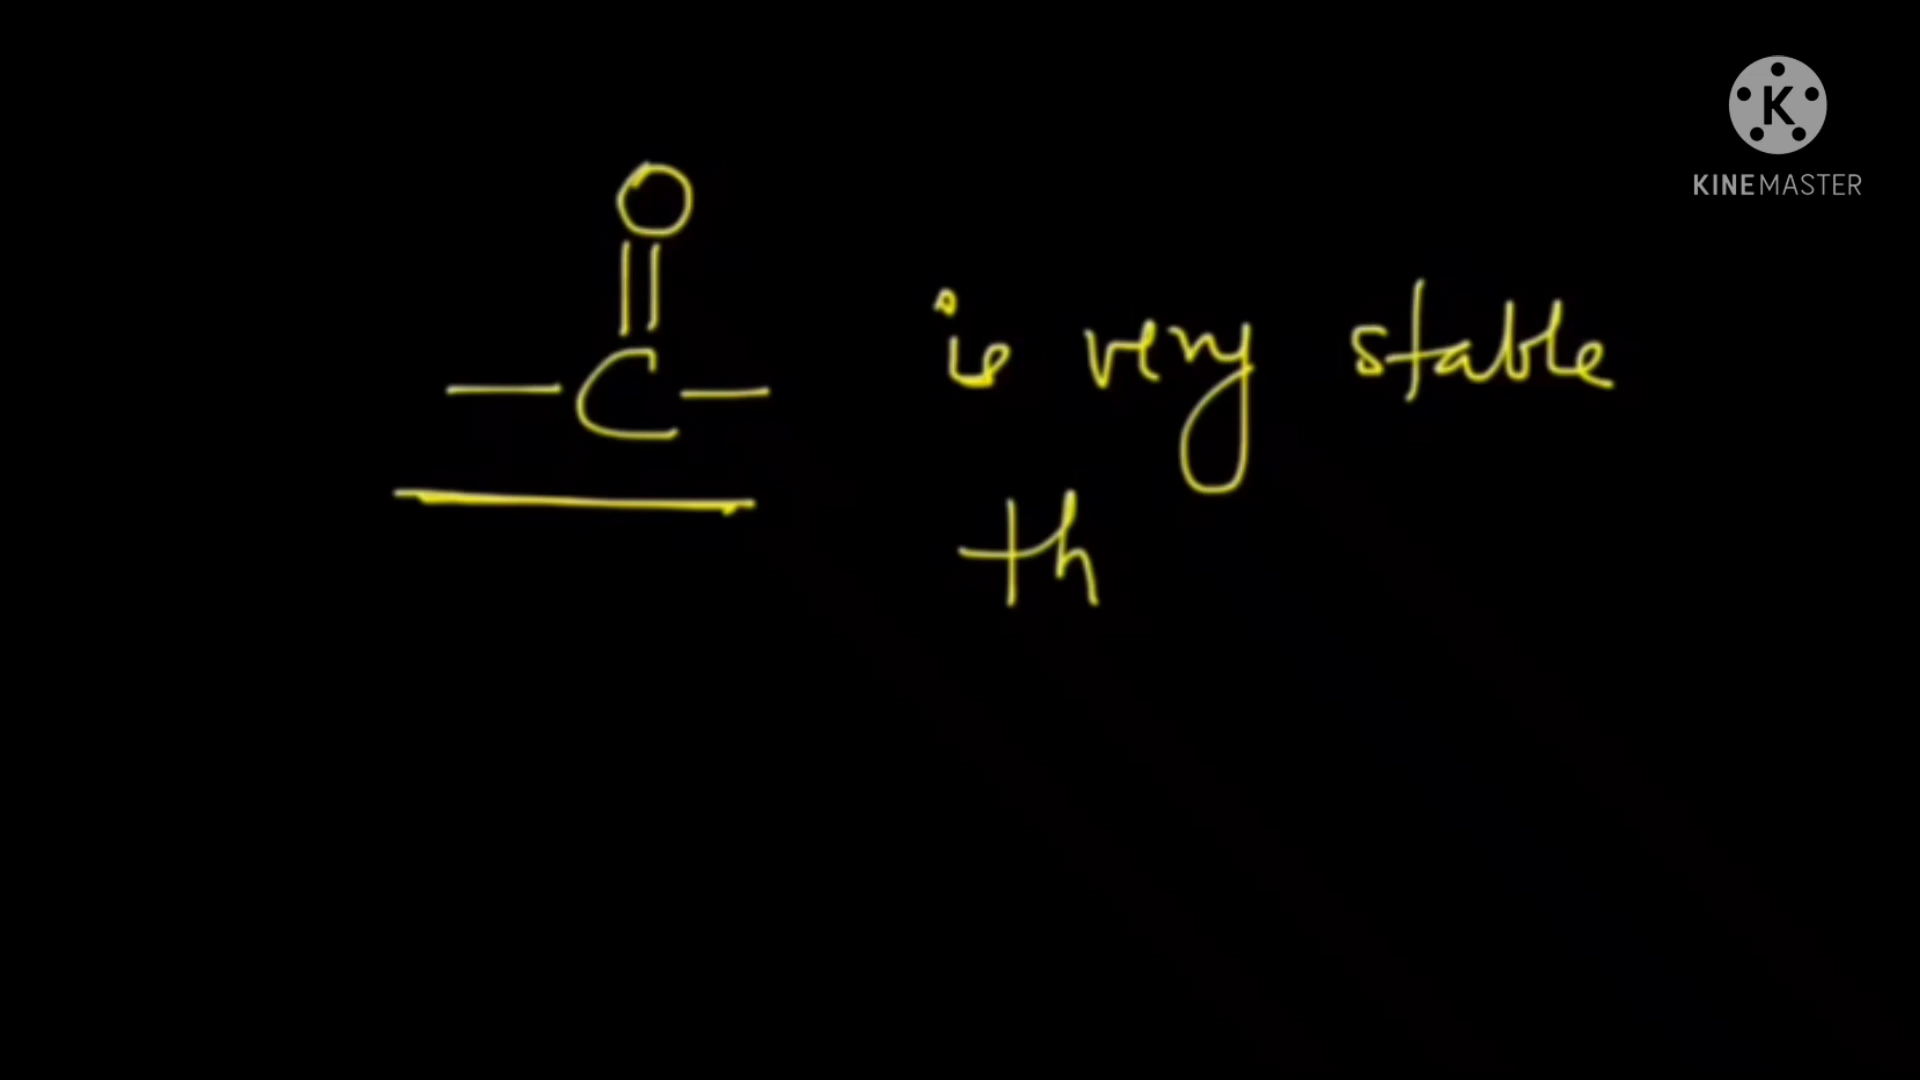 O
||
— C — is very stable
th
K
KINEMASTER